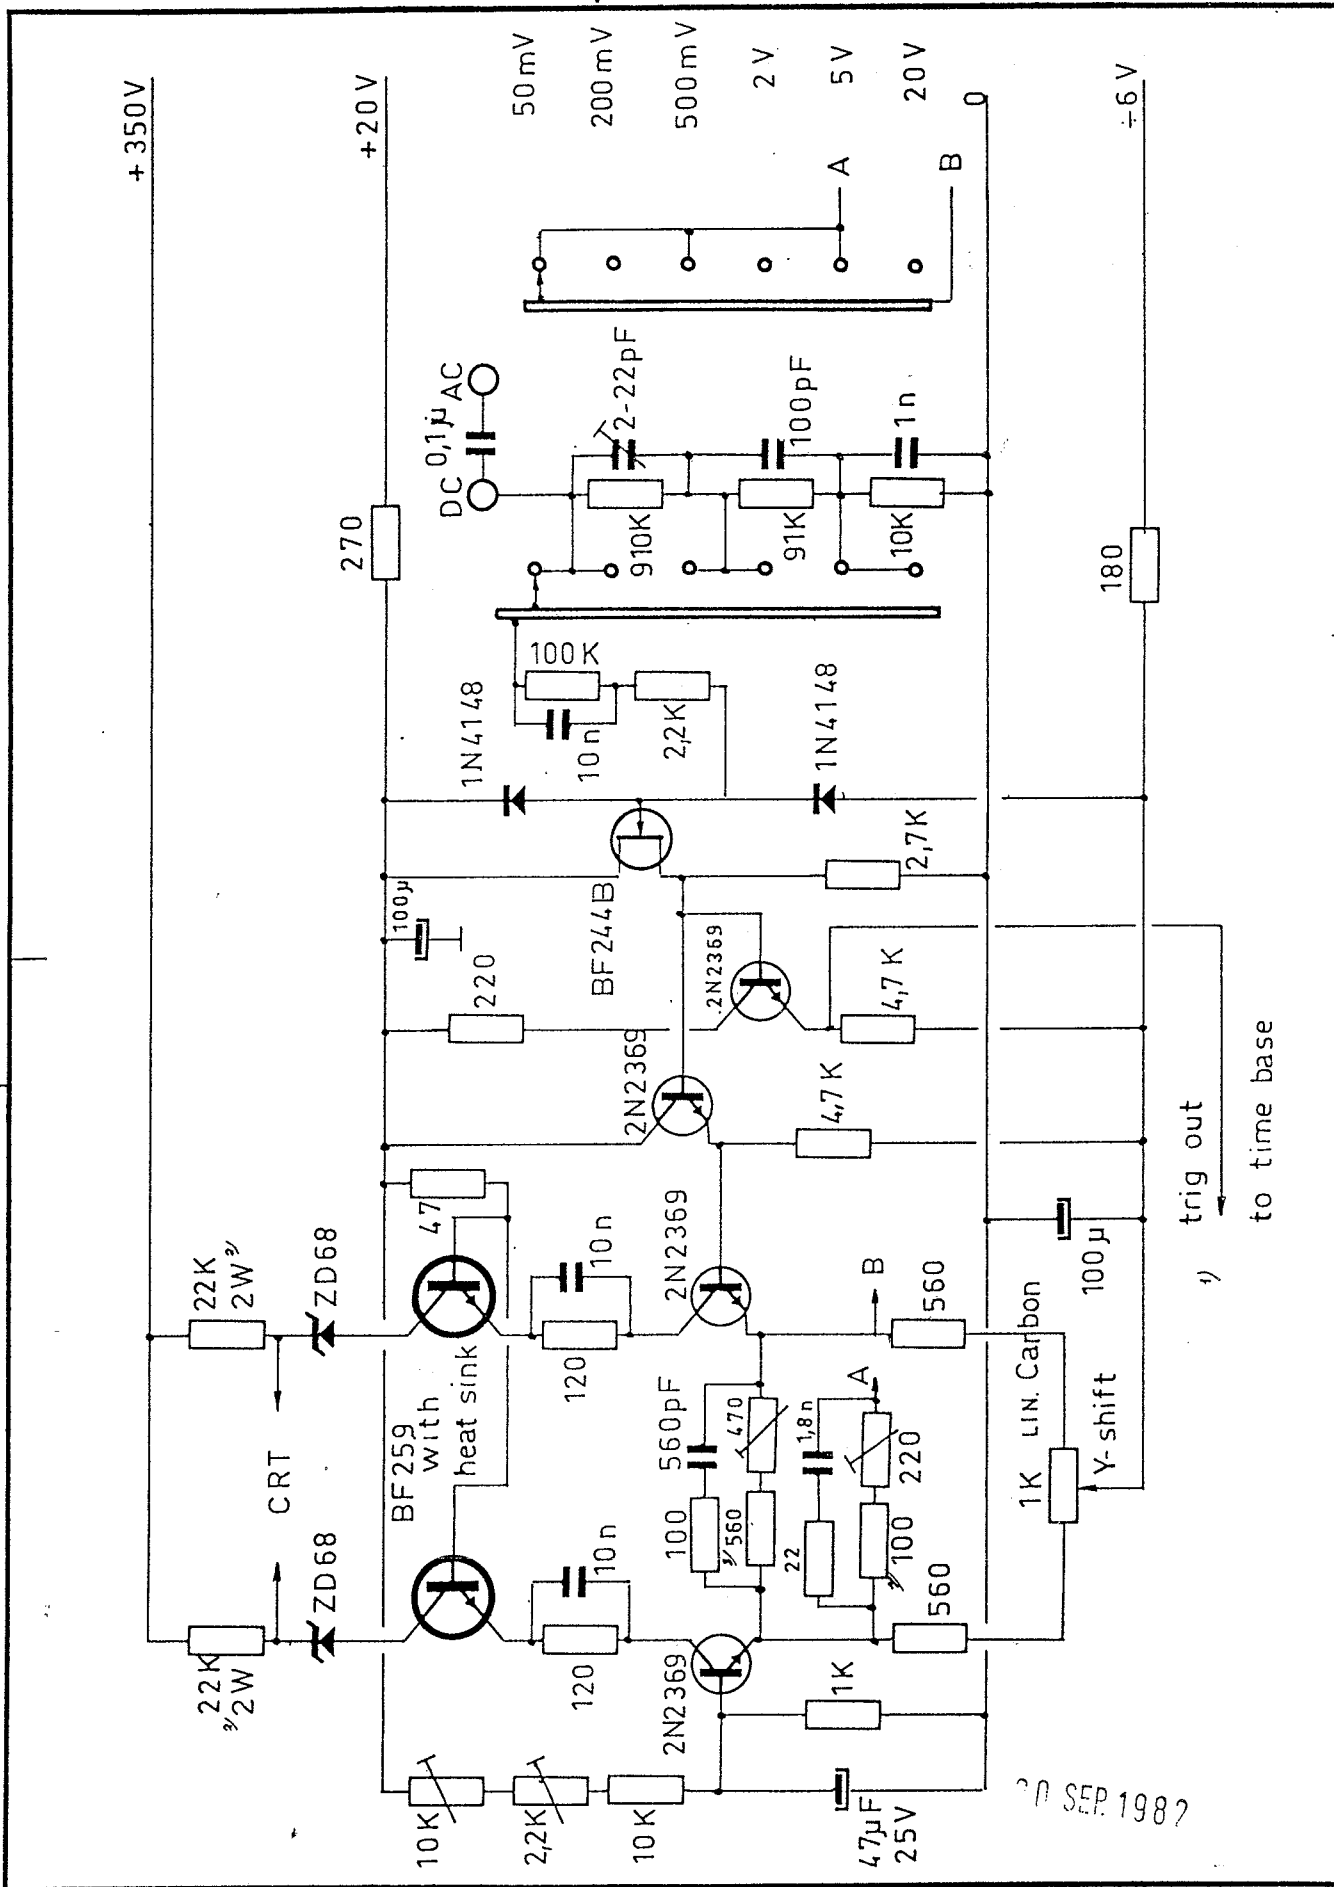 +350V
+20V
50mV
200mV
500mV
2V
5V
20V
0
÷6V
A
B
DC
0,1µ
AC
2-22pF
100pF
1n
910K
91K
10K
270
180
100K
10n
2,2K
1N4148
1N4148
2,7K
BF244B
100µ
220
2N2369
4,7K
2N2369
4,7K
trig out
to time base
1)
47
100µ
22K
2W
ZD68
10n
120
2N2369
B
560
CRT
BF259
with
heat sink
560pF
470
100
560
1,8n
A
22
100
220
1K LIN. Carbon
Y-shift
22K
2W
ZD68
10n
120
2N2369
560
1K
10K
2,2K
10K
47µF
25V
SEP. 1982